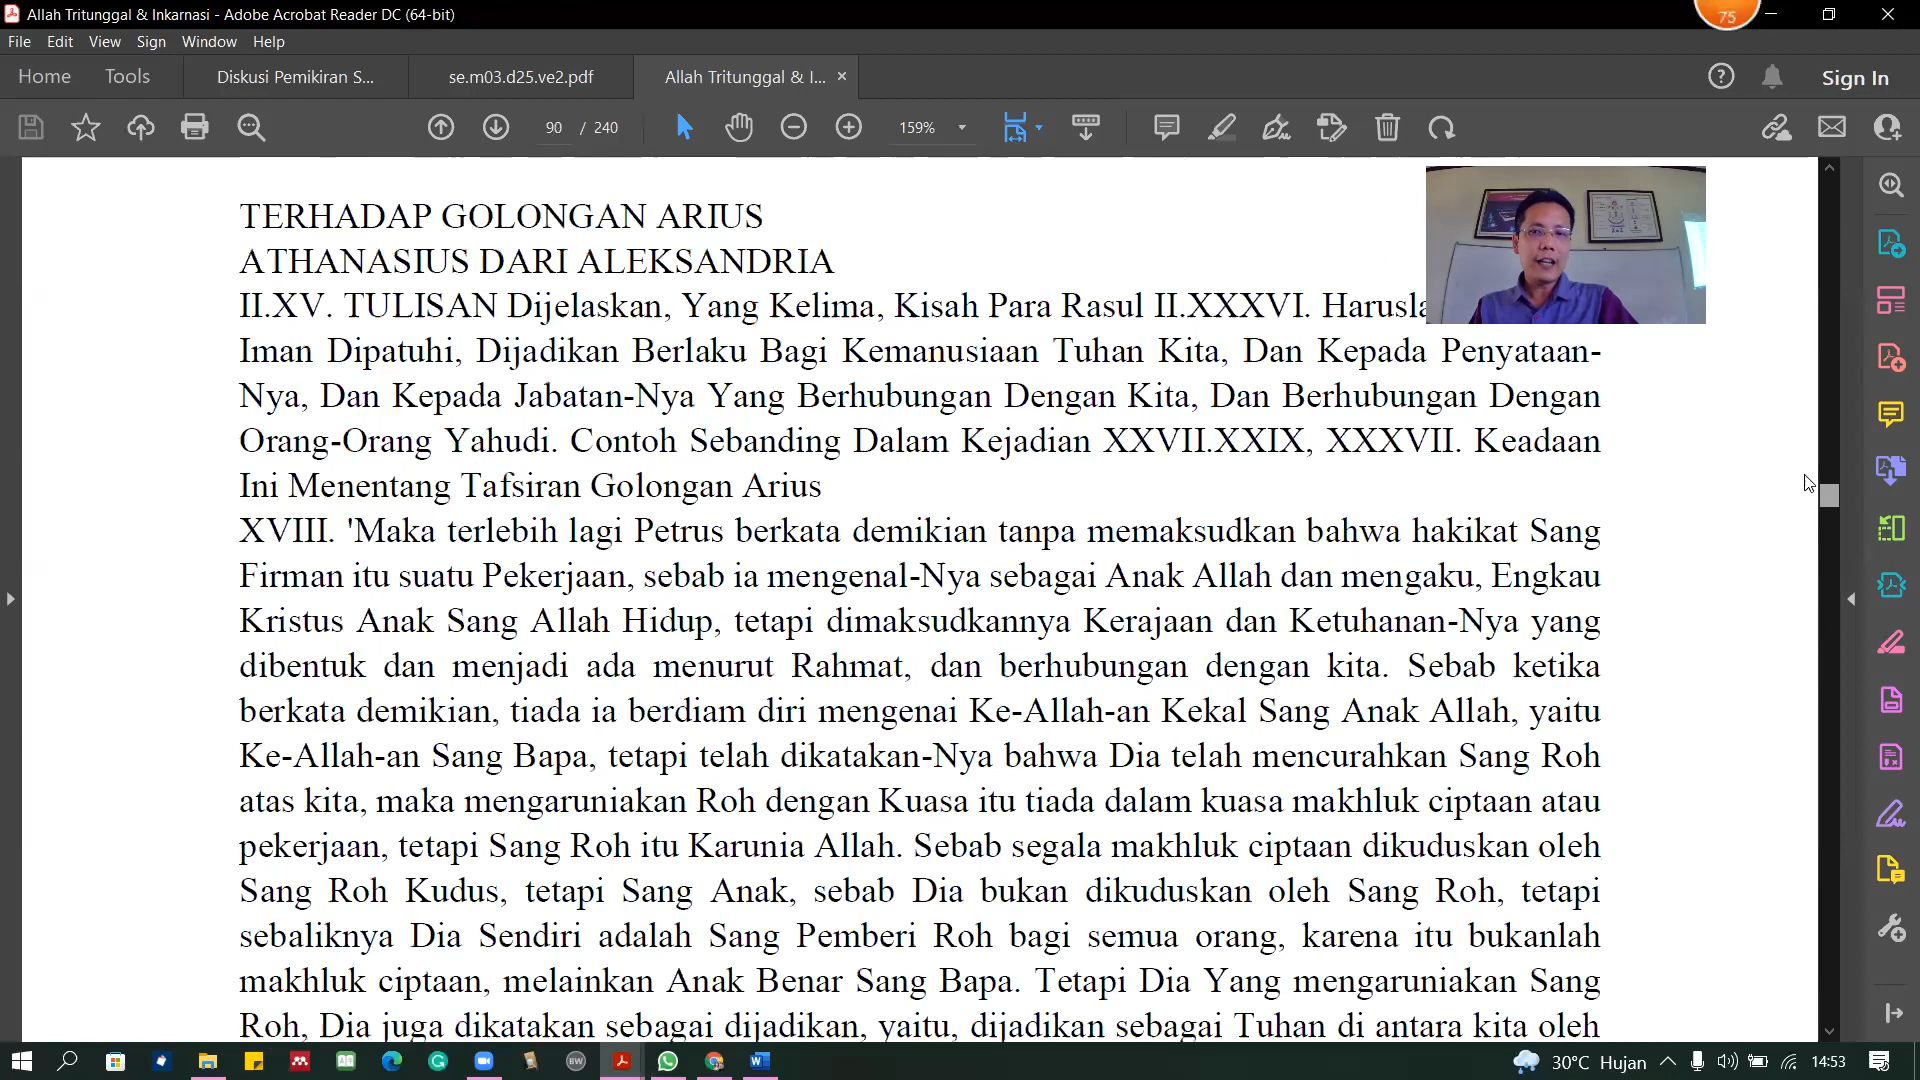 Allah Tritunggal & Inkarnasi - Adobe Acrobat Reader DC (64-bit)
75
File Edit View Sign Window Help
Home Tools Diskusi Pemikiran S... se.m03.d25.ve2.pdf Allah Tritunggal & I... Sign In
90 / 240 159%
TERHADAP GOLONGAN ARIUS
ATHANASIUS DARI ALEKSANDRIA
II.XV. TULISAN Dijelaskan, Yang Kelima, Kisah Para Rasul II.XXXVI.
Iman Dipatuhi, Dijadikan Berlaku Bagi Kemanusiaan Tuhan Kita, Dan Kepada Penyataan-
Nya, Dan Kepada Jabatan-Nya Yang Berhubungan Dengan Kita, Dan Berhubungan Dengan
Orang-Orang Yahudi. Contoh Sebanding Dalam Kejadian XXVII.XXIX, XXXVII. Keadaan
Ini Menentang Tafsiran Golongan Arius
XVIII. 'Maka terlebih lagi Petrus berkata demikian tanpa memaksudkan bahwa hakikat Sang
Firman itu suatu Pekerjaan, sebab ia mengenal-Nya sebagai Anak Allah dan mengaku, Engkau
Kristus Anak Sang Allah Hidup, tetapi dimaksudkannya Kerajaan dan Ketuhanan-Nya yang
dibentuk dan menjadi ada menurut Rahmat, dan berhubungan dengan kita. Sebab ketika
berkata demikian, tiada ia berdiam diri mengenai Ke-Allah-an Kekal Sang Anak Allah, yaitu
Ke-Allah-an Sang Bapa, tetapi telah dikatakan-Nya bahwa Dia telah mencurahkan Sang Roh
atas kita, maka mengaruniakan Roh dengan Kuasa itu tiada dalam kuasa makhluk ciptaan atau
pekerjaan, tetapi Sang Roh itu Karunia Allah. Sebab segala makhluk ciptaan dikuduskan oleh
Sang Roh Kudus, tetapi Sang Anak, sebab Dia bukan dikuduskan oleh Sang Roh, tetapi
sebaliknya Dia Sendiri adalah Sang Pemberi Roh bagi semua orang, karena itu bukanlah
makhluk ciptaan, melainkan Anak Benar Sang Bapa. Tetapi Dia Yang mengaruniakan Sang
Roh, Dia juga dikatakan sebagai dijadikan, yaitu, dijadikan sebagai Tuhan di antara kita oleh
BW 30°C Hujan 14:53